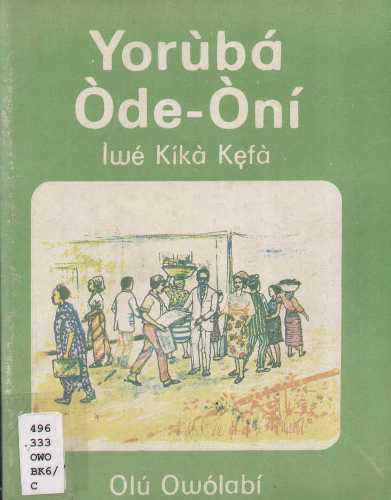 Yorùbá
Òde-Òní
Ìwé Kíkà Kẹfà
496
.333
OWO
BK6/
C
Olú Owólabí